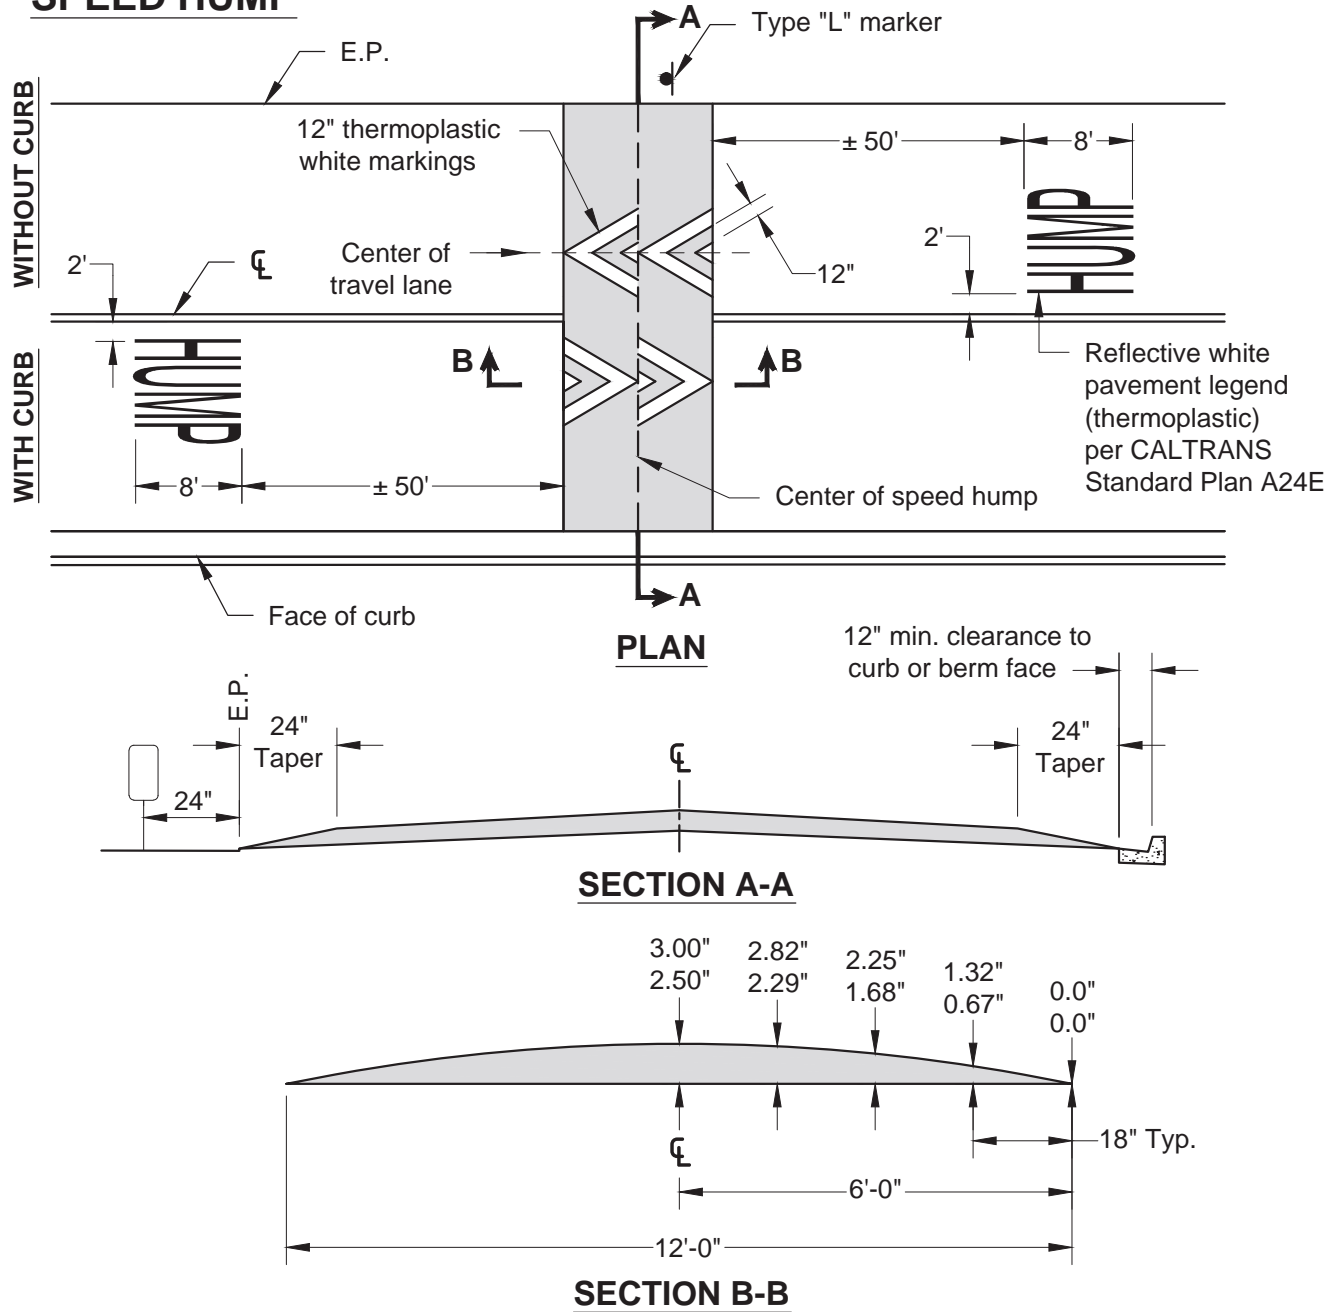 SPEED HUMP
A
Type "L" marker
E.P.
WITHOUT CURB
12" thermoplastic
white markings
± 50'
8'
HUMP
2'
Center of
travel lane
12"
2'
℄
WITH CURB
HUMP
B
B
Reflective white
pavement legend
(thermoplastic)
per CALTRANS
Standard Plan A24E
8'
± 50'
Center of speed hump
Face of curb
A
PLAN
12" min. clearance to
curb or berm face
E.P.
24"
Taper
℄
24"
Taper
24"
SECTION A-A
3.00"
2.50"
2.82"
2.29"
2.25"
1.68"
1.32"
0.67"
0.0"
0.0"
℄
18" Typ.
6'-0"
12'-0"
SECTION B-B